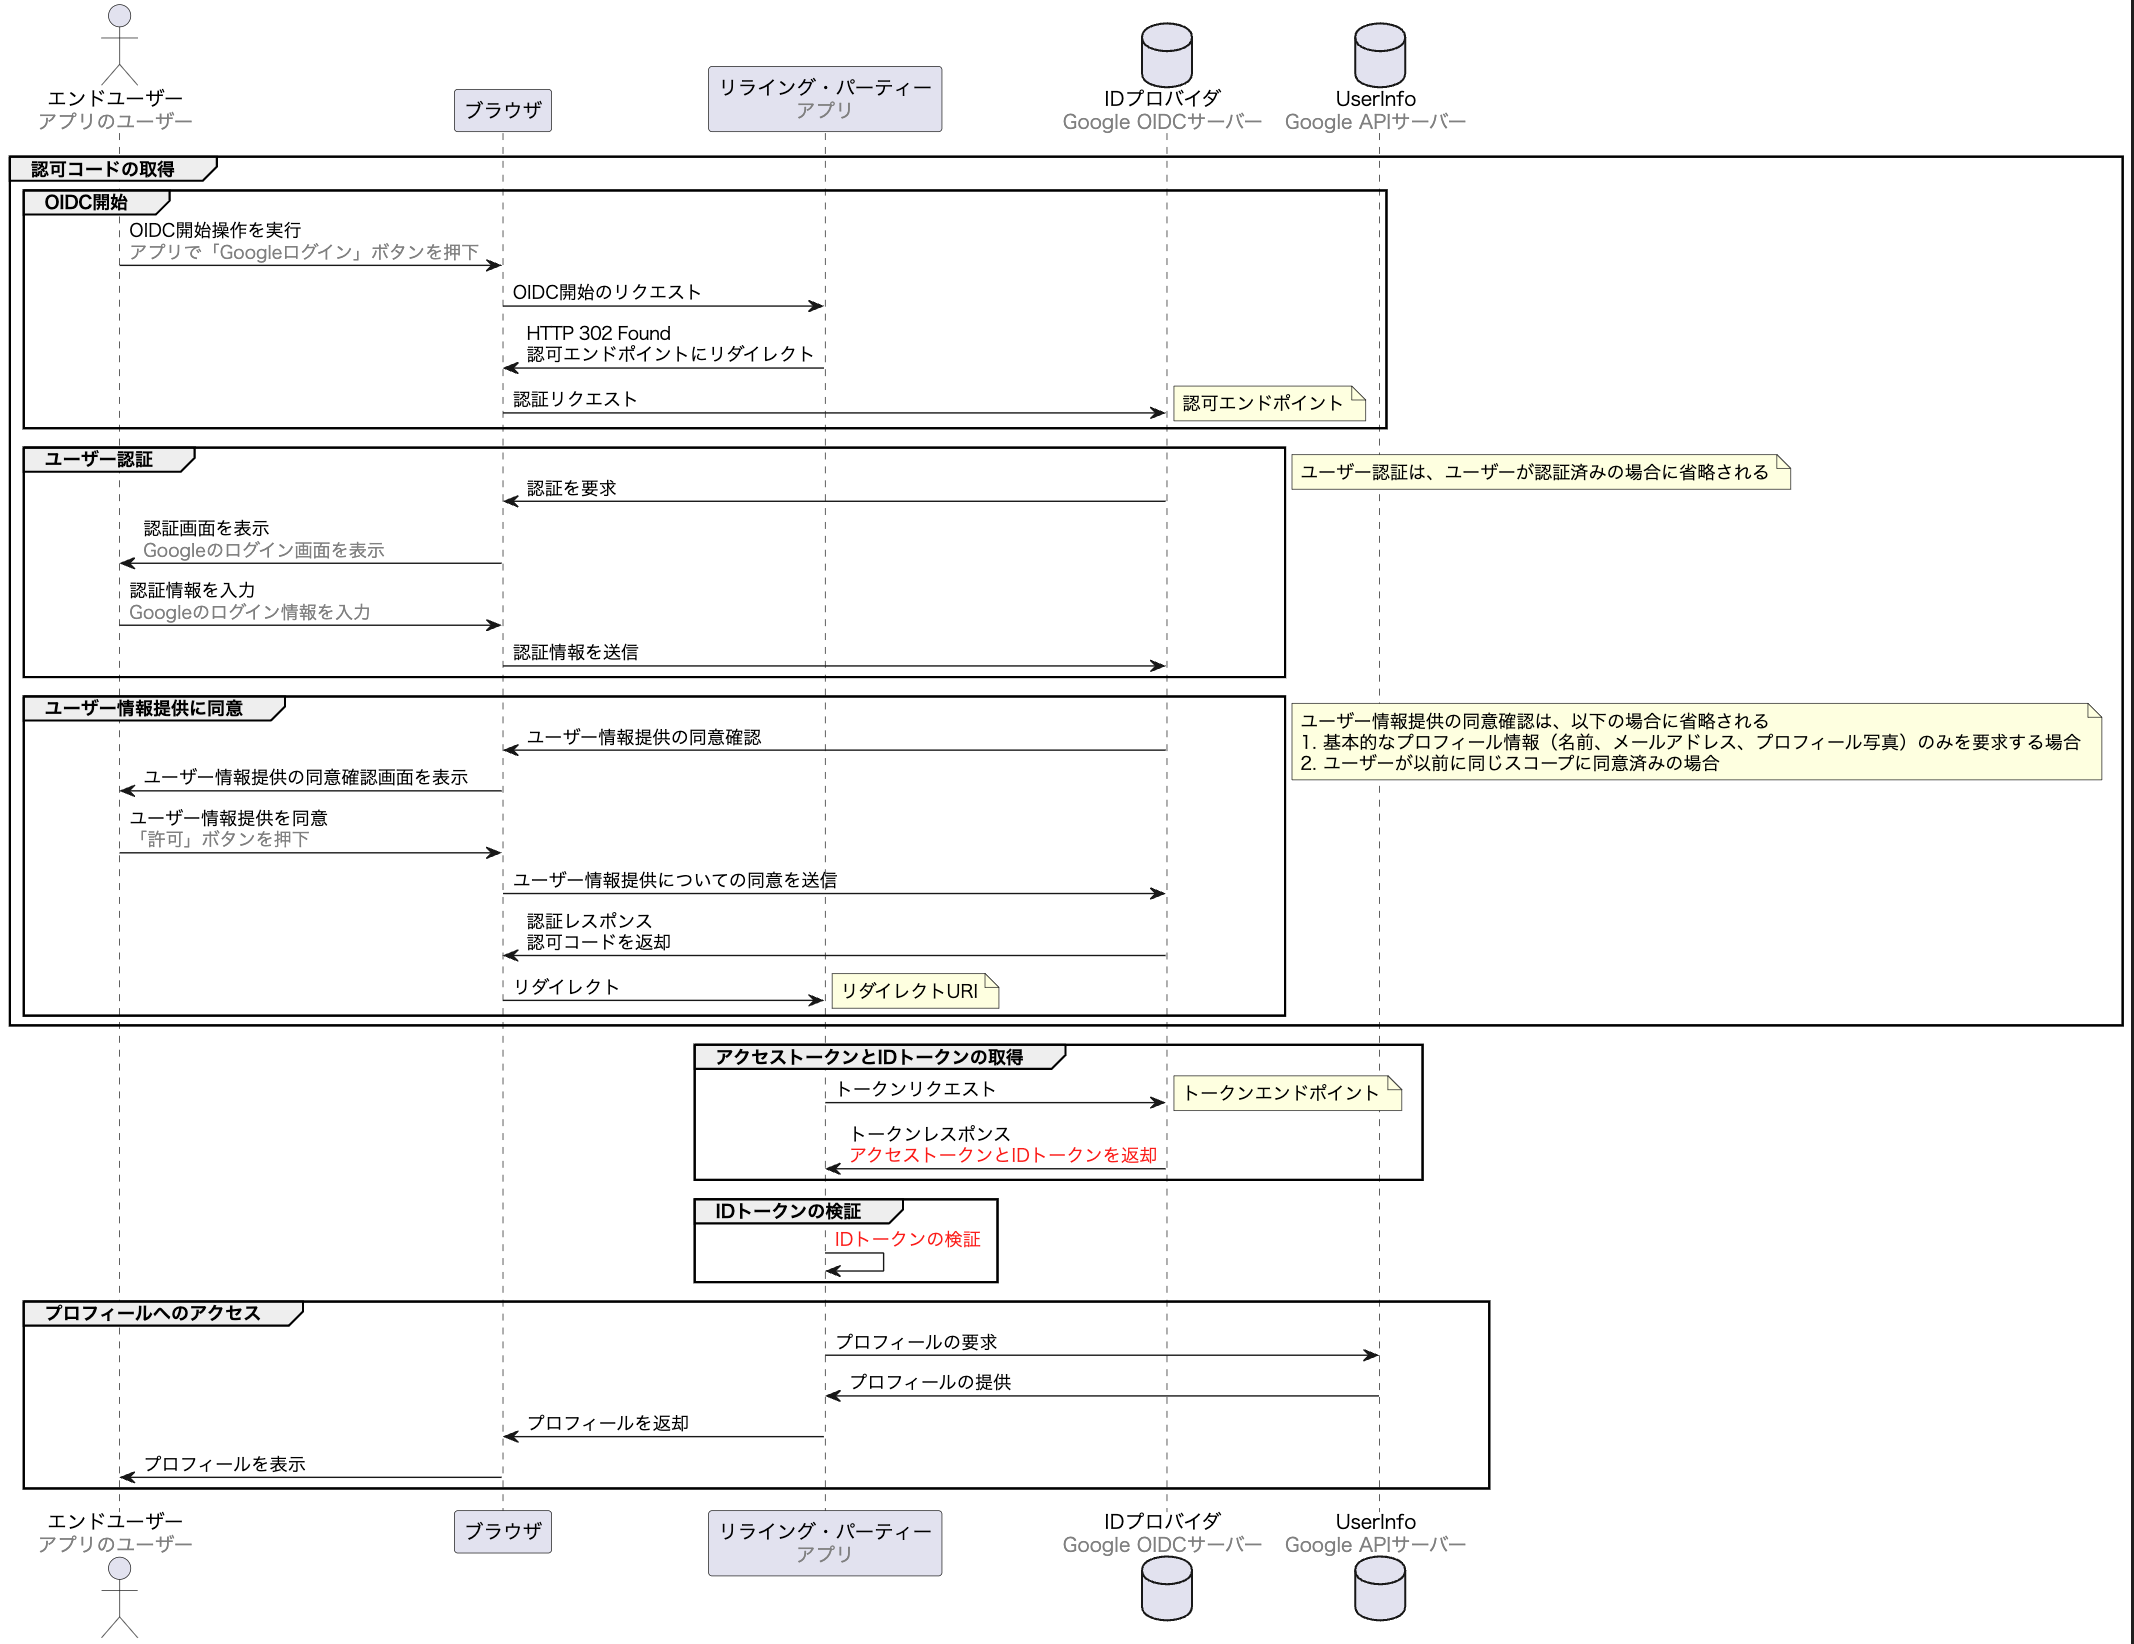 エンドユーザー
アプリのユーザー
ブラウザ
リライング・パーティー
アプリ
IDプロバイダ
Google OIDCサーバー
UserInfo
Google APIサーバー
認可コードの取得
OIDC開始
OIDC開始操作を実行
アプリで「Googleログイン」ボタンを押下
OIDC開始のリクエスト
HTTP 302 Found
認可エンドポイントにリダイレクト
認証リクエスト
認可エンドポイント
ユーザー認証
ユーザー認証は、ユーザーが認証済みの場合に省略される
認証を要求
認証画面を表示
Googleのログイン画面を表示
認証情報を入力
Googleのログイン情報を入力
認証情報を送信
ユーザー情報提供に同意
ユーザー情報提供の同意確認は、以下の場合に省略される
1. 基本的なプロフィール情報（名前、メールアドレス、プロフィール写真）のみを要求する場合
2. ユーザーが以前に同じスコープに同意済みの場合
ユーザー情報提供の同意確認
ユーザー情報提供の同意確認画面を表示
ユーザー情報提供を同意
「許可」ボタンを押下
ユーザー情報提供についての同意を送信
認証レスポンス
認可コードを返却
リダイレクト
リダイレクトURI
アクセストークンとIDトークンの取得
トークンリクエスト
トークンエンドポイント
トークンレスポンス
アクセストークンとIDトークンを返却
IDトークンの検証
IDトークンの検証
プロフィールへのアクセス
プロフィールの要求
プロフィールの提供
プロフィールを返却
プロフィールを表示
エンドユーザー
アプリのユーザー
ブラウザ
リライング・パーティー
アプリ
IDプロバイダ
Google OIDCサーバー
UserInfo
Google APIサーバー